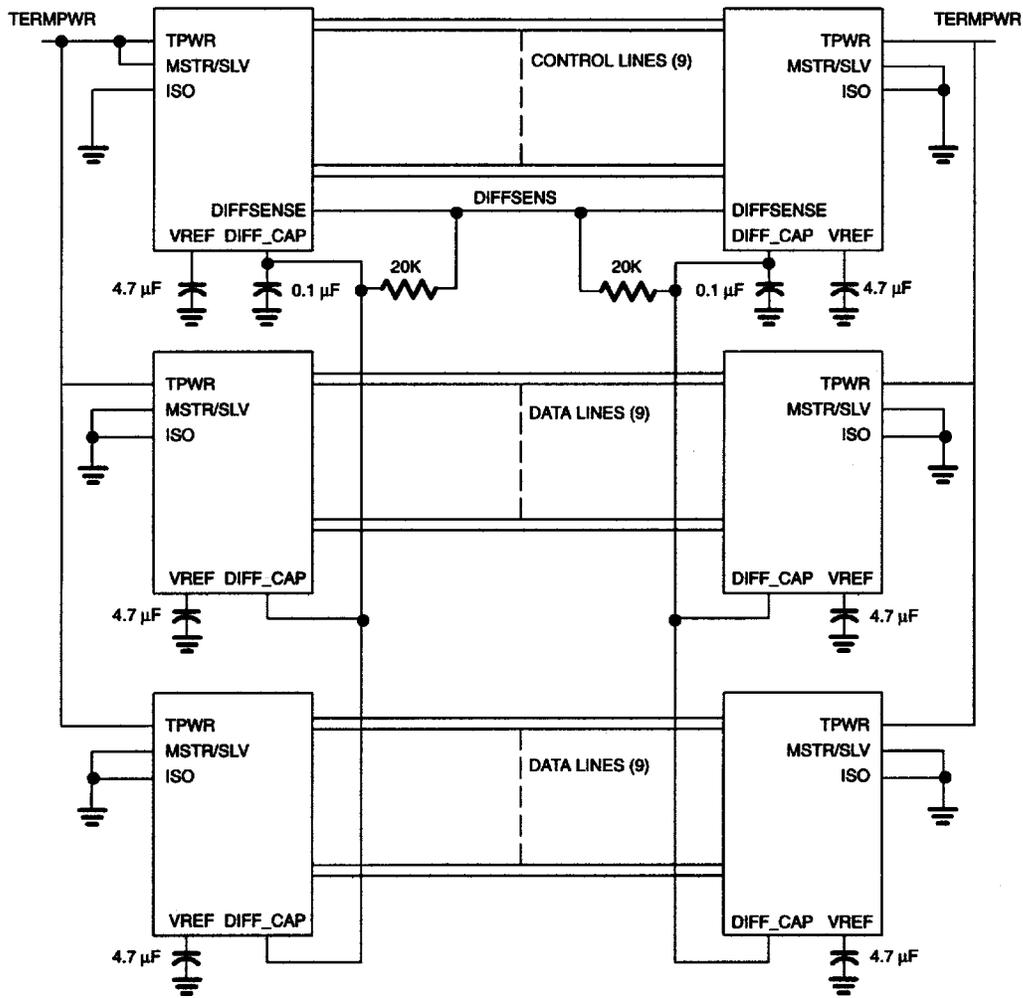 TERMPWR
TERMPWR
TPWR
MSTR/SLV
ISO
CONTROL LINES (9)
TPWR
MSTR/SLV
ISO
DIFFSENS
DIFFSENSE
DIFFSENSE
VREF DIFF_CAP
DIFF_CAP VREF
4.7 µF
0.1 µF
20K
20K
0.1 µF
4.7 µF
TPWR
MSTR/SLV
ISO
DATA LINES (9)
TPWR
MSTR/SLV
ISO
VREF DIFF_CAP
DIFF_CAP VREF
4.7 µF
4.7 µF
TPWR
MSTR/SLV
ISO
DATA LINES (9)
TPWR
MSTR/SLV
ISO
VREF DIFF_CAP
DIFF_CAP VREF
4.7 µF
4.7 µF